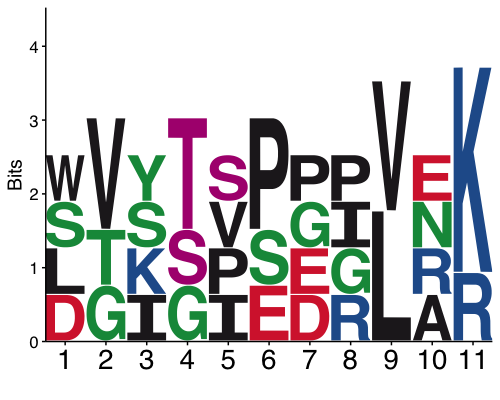 4
3
2
1
0
Bits
W S L D
V T G
Y S K I
T S G
S V P I
P S E
P G E D
P I G R
V L
E N R A
K R
1 2 3 4 5 6 7 8 9 10 11